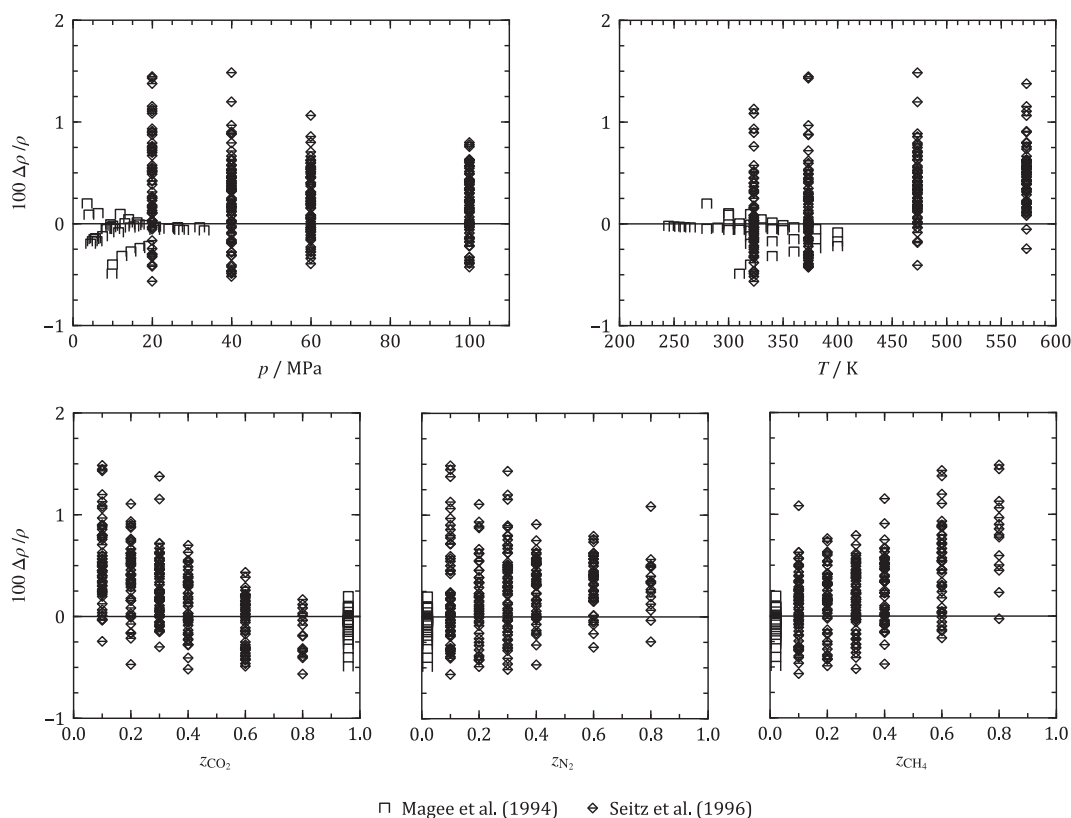 2
1
0
−1
100 Δρ/ρ
0 20 40 60 80 100
p / MPa
2
1
0
−1
200 250 300 350 400 450 500 550 600
T / K
2
1
0
−1
100 Δρ/ρ
0.0 0.2 0.4 0.6 0.8 1.0
zCO₂
0.0 0.2 0.4 0.6 0.8 1.0
zN₂
0.0 0.2 0.4 0.6 0.8 1.0
zCH₄
Magee et al. (1994) Seitz et al. (1996)